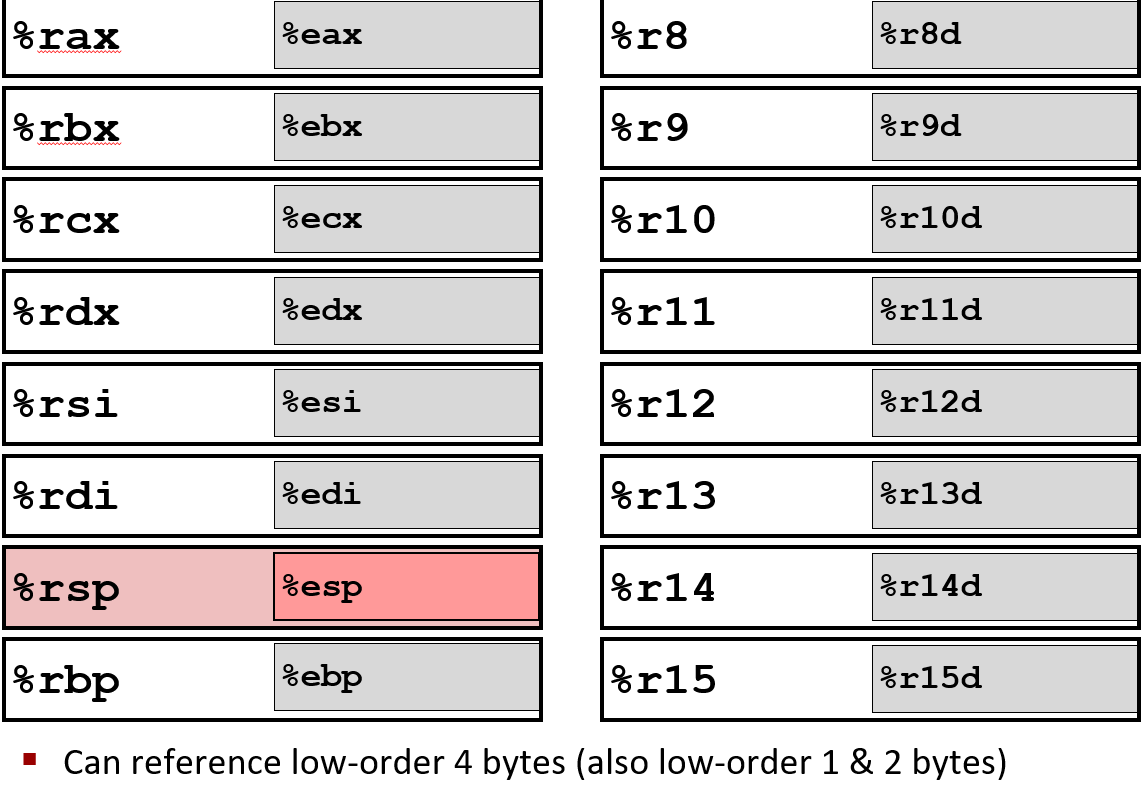 %rax %eax %r8 %r8d
%rbx %ebx %r9 %r9d
%rcx %ecx %r10 %r10d
%rdx %edx %r11 %r11d
%rsi %esi %r12 %r12d
%rdi %edi %r13 %r13d
%rsp %esp %r14 %r14d
%rbp %ebp %r15 %r15d
Can reference low-order 4 bytes (also low-order 1 & 2 bytes)